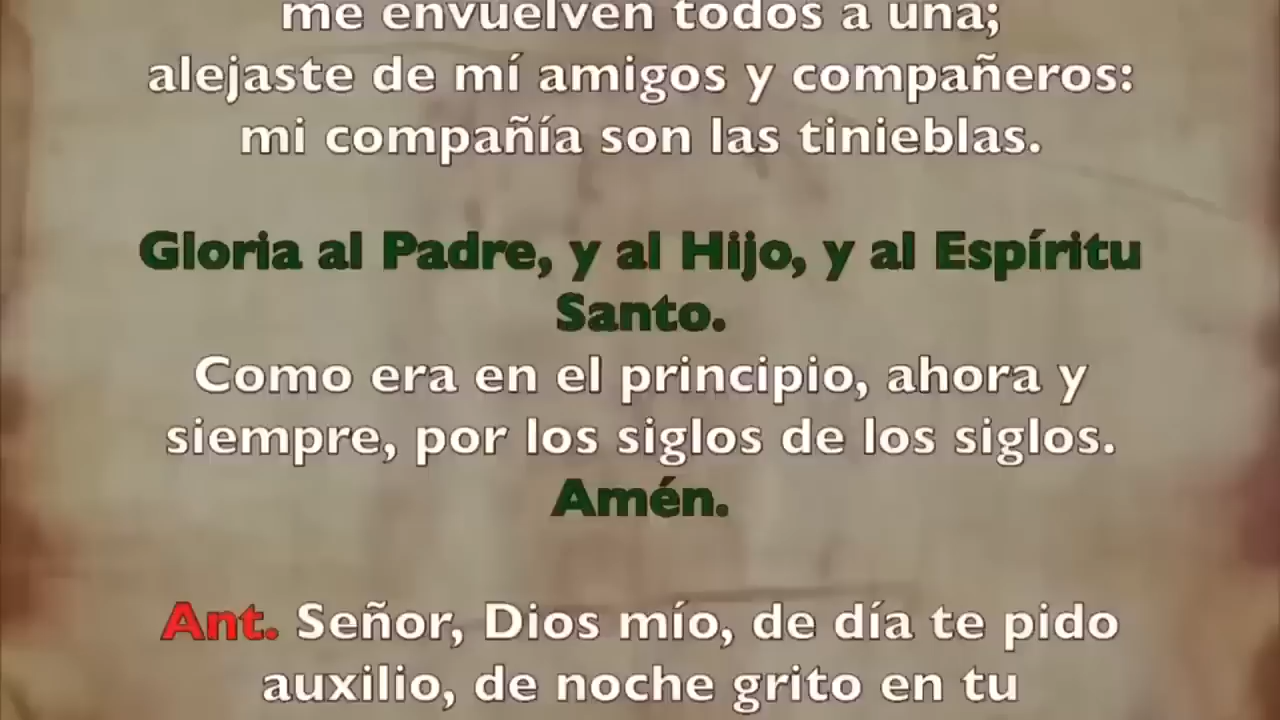 me envuelven todos a una;
alejaste de mí amigos y compañeros:
mi compañía son las tinieblas.
Gloria al Padre, y al Hijo, y al Espíritu
Santo.
Como era en el principio, ahora y
siempre, por los siglos de los siglos.
Amén.
Ant. Señor, Dios mío, de día te pido
auxilio, de noche grito en tu